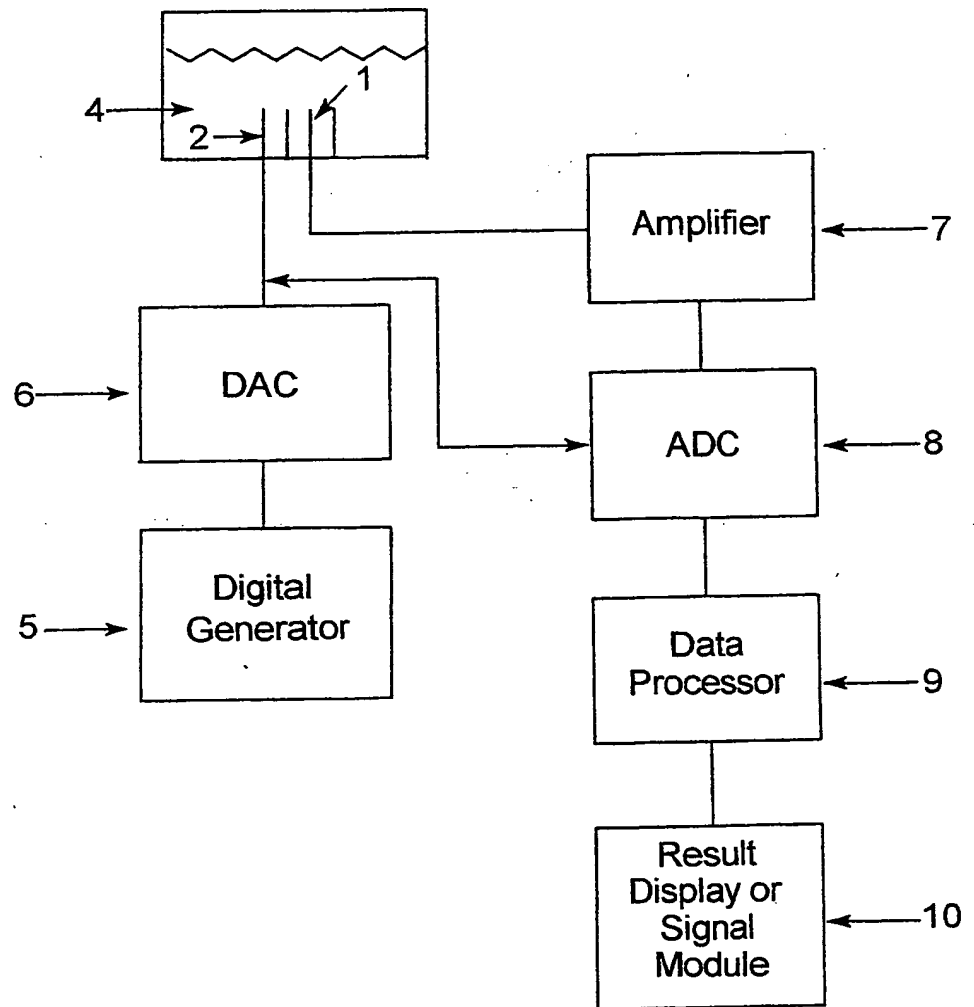 1
4
2
Amplifier
7
DAC
6
ADC
8
Digital
Generator
5
Data
Processor
9
Result
Display or
Signal
Module
10